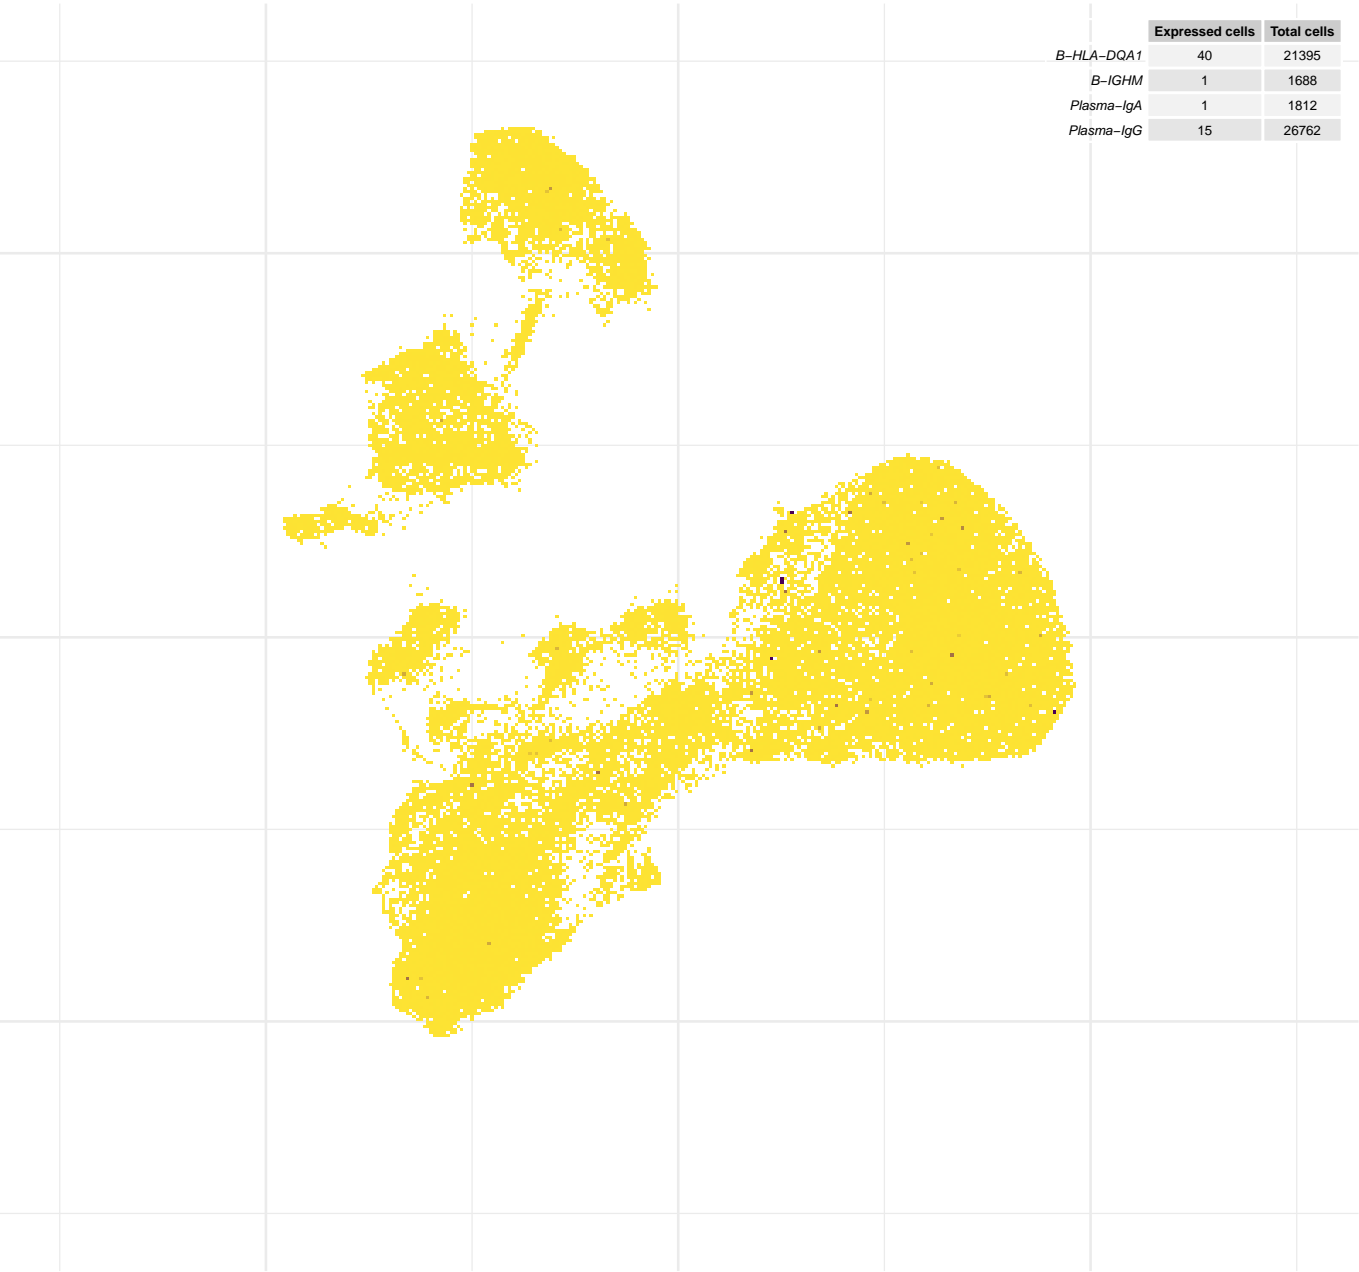 Expressed cells Total cells
B−HLA−DQA1 40 21395
B−IGHM 1 1688
Plasma−IgA 1 1812
Plasma−IgG 15 26762